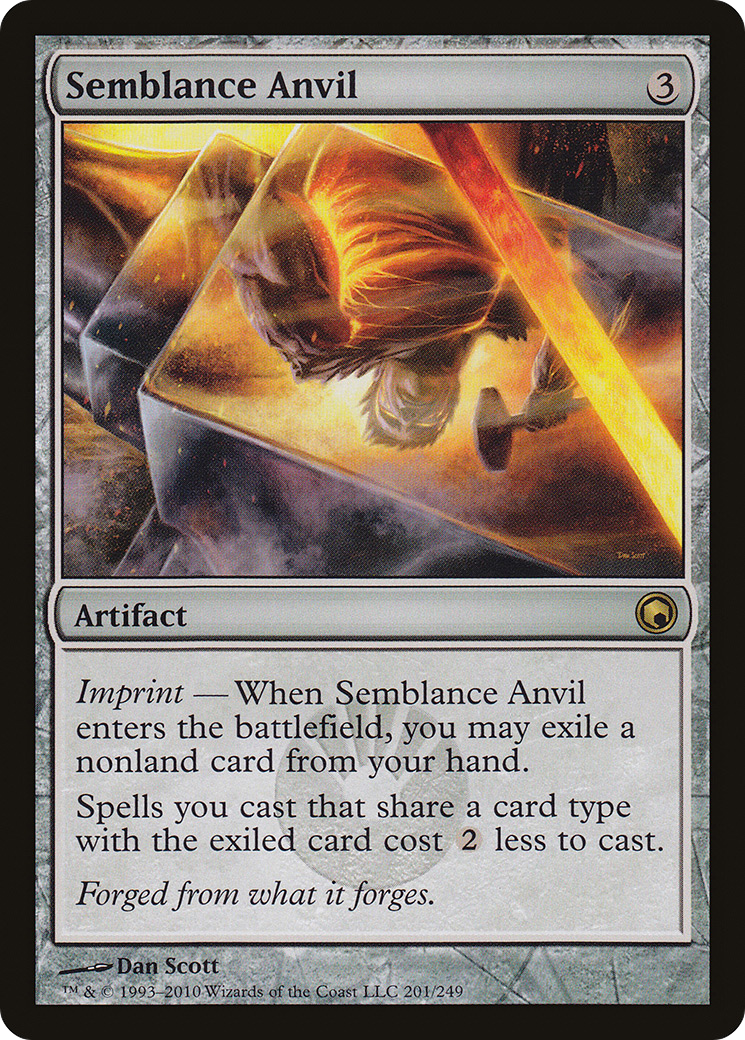 Semblance Anvil
3
Dan Scott
Artifact
Imprint — When Semblance Anvil
enters the battlefield, you may exile a
nonland card from your hand.
Spells you cast that share a card type
with the exiled card cost 2 less to cast.
Forged from what it forges.
Dan Scott
™ & © 1993–2010 Wizards of the Coast LLC 201/249